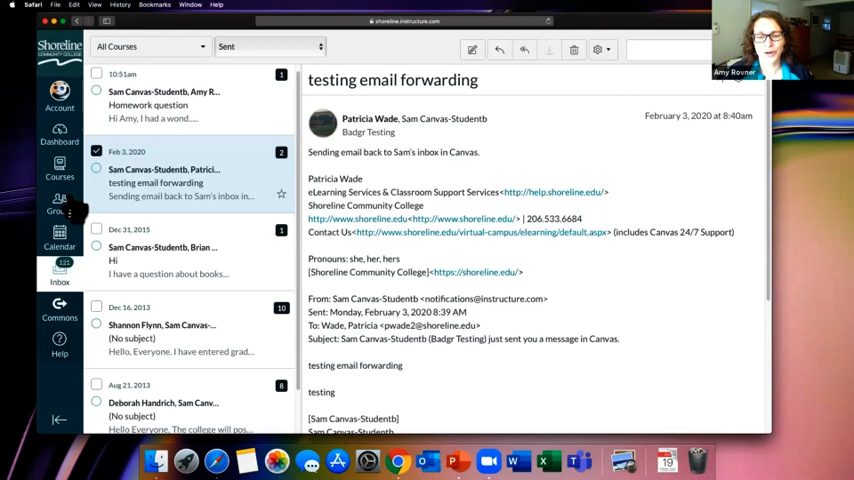 Safari File Edit View History Bookmarks Window Help
shoreline.instructure.com
Shoreline
COMMUNITY COLLEGE
All Courses
Sent
Account
Dashboard
Courses
Calendar
121
Inbox
Commons
Help
10:51am 1
Sam Canvas-Studentb, Amy R...
Homework question
Hi Amy, I had a wond.....
Feb 3, 2020 2
Sam Canvas-Studentb, Patrici...
testing email forwarding
Sending email back to Sam's inbox in...
Dec 31, 2015 1
Sam Canvas-Studentb, Brian ...
Hi
I have a question about books...
Dec 16, 2013 10
Shannon Flynn, Sam Canvas-...
(No subject)
Hello, Everyone. I have entered grad...
Aug 21, 2013 8
Deborah Handrich, Sam Canv...
(No subject)
Hello Everyone, The college will pos...
testing email forwarding
Patricia Wade, Sam Canvas-Studentb
Badgr Testing
February 3, 2020 at 8:40am
Sending email back to Sam's inbox in Canvas.
Patricia Wade
eLearning Services & Classroom Support Services<http://help.shoreline.edu/>
Shoreline Community College
http://www.shoreline.edu<http://www.shoreline.edu/> | 206.533.6684
Contact Us<http://www.shoreline.edu/virtual-campus/elearning/default.aspx> (includes Canvas 24/7 Support)
Pronouns: she, her, hers
[Shoreline Community College]<https://shoreline.edu/>
From: Sam Canvas-Studentb <notifications@instructure.com>
Sent: Monday, February 3, 2020 8:39 AM
To: Wade, Patricia <pwade2@shoreline.edu>
Subject: Sam Canvas-Studentb (Badgr Testing) just sent you a message in Canvas.
testing email forwarding
testing
[Sam Canvas-Studentb]
Sam Canvas-Studentb
Amy Rovner
19